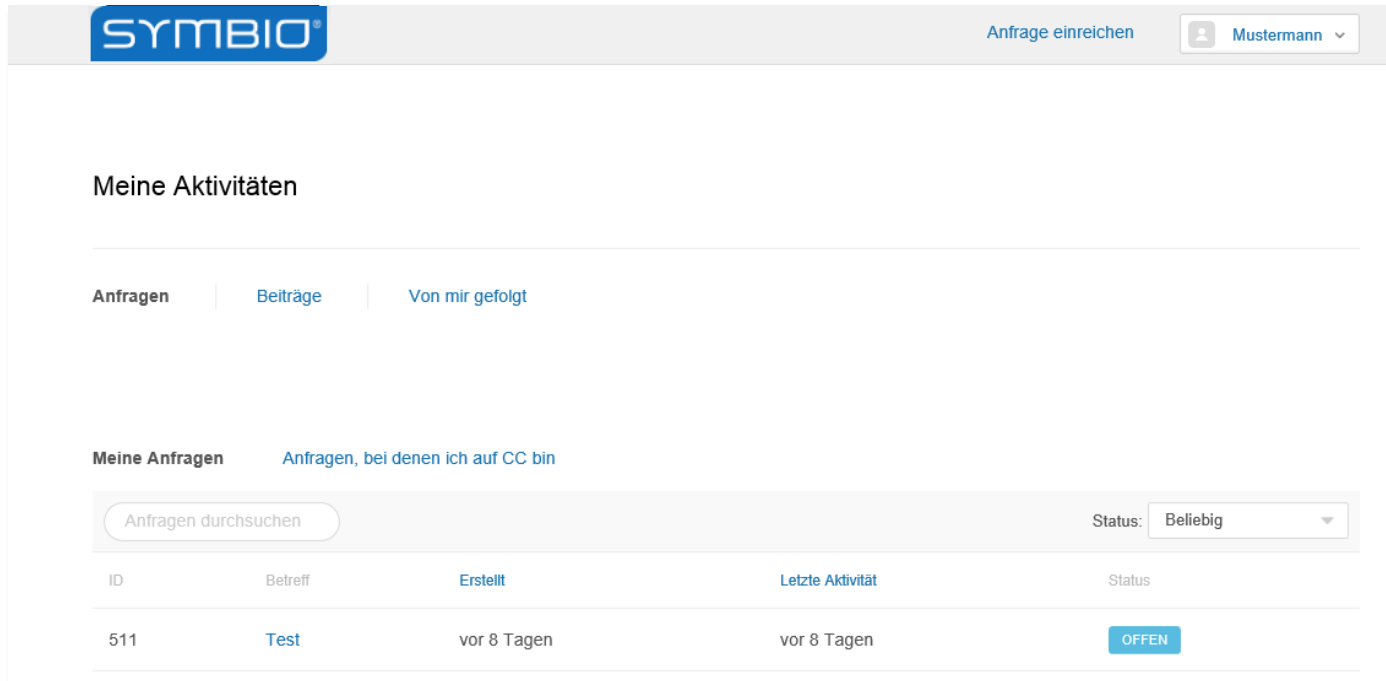 SYMBIO®
Anfrage einreichen
Mustermann
Meine Aktivitäten
Anfragen Beiträge Von mir gefolgt
Meine Anfragen Anfragen, bei denen ich auf CC bin
Anfragen durchsuchen Status: Beliebig
ID Betreff Erstellt Letzte Aktivität Status
511 Test vor 8 Tagen vor 8 Tagen OFFEN